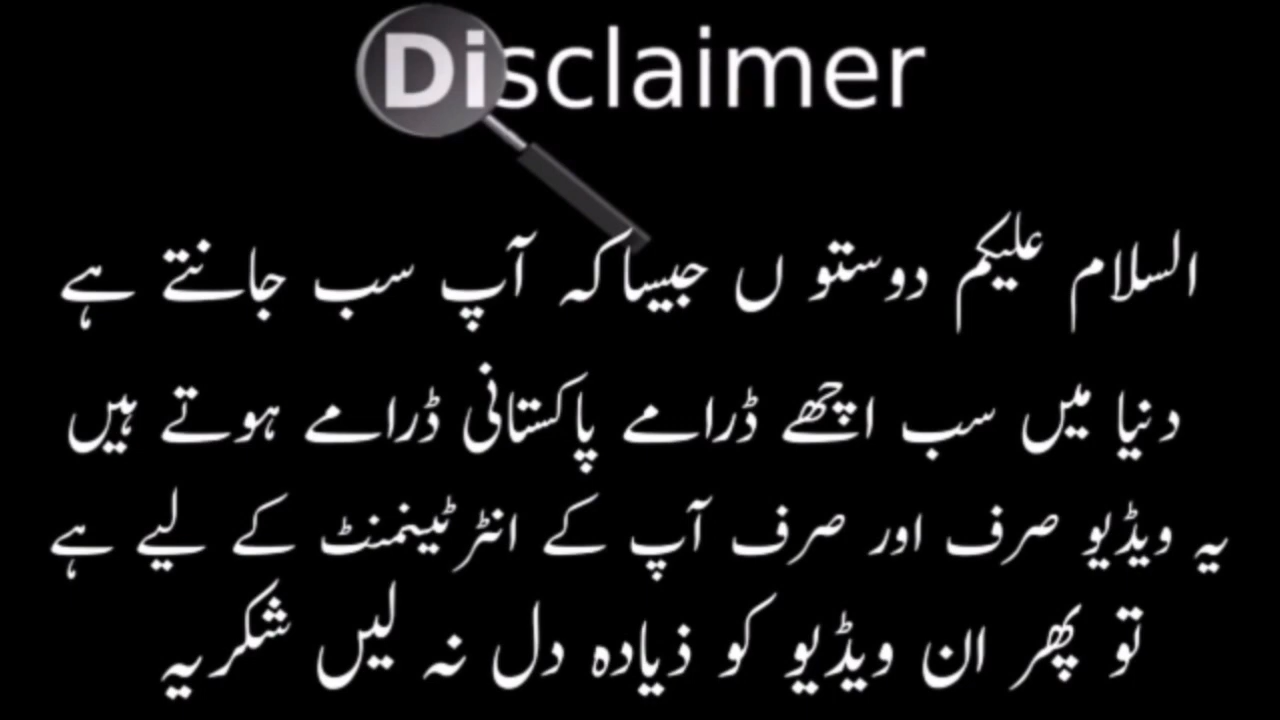 Disclaimer
السلام علیکم دوستو ں جیسا کہ آپ سب جانتے ہے
دنیا میں سب اچھے ڈرامے پاکستانی ڈرامے ہوتے ہیں
یہ ویڈیو صرف اور صرف آپ کے انٹرٹینمنٹ کے لیے ہے
تو پھر ان ویڈیو کو ذیادہ دل نہ لیں شکریہ